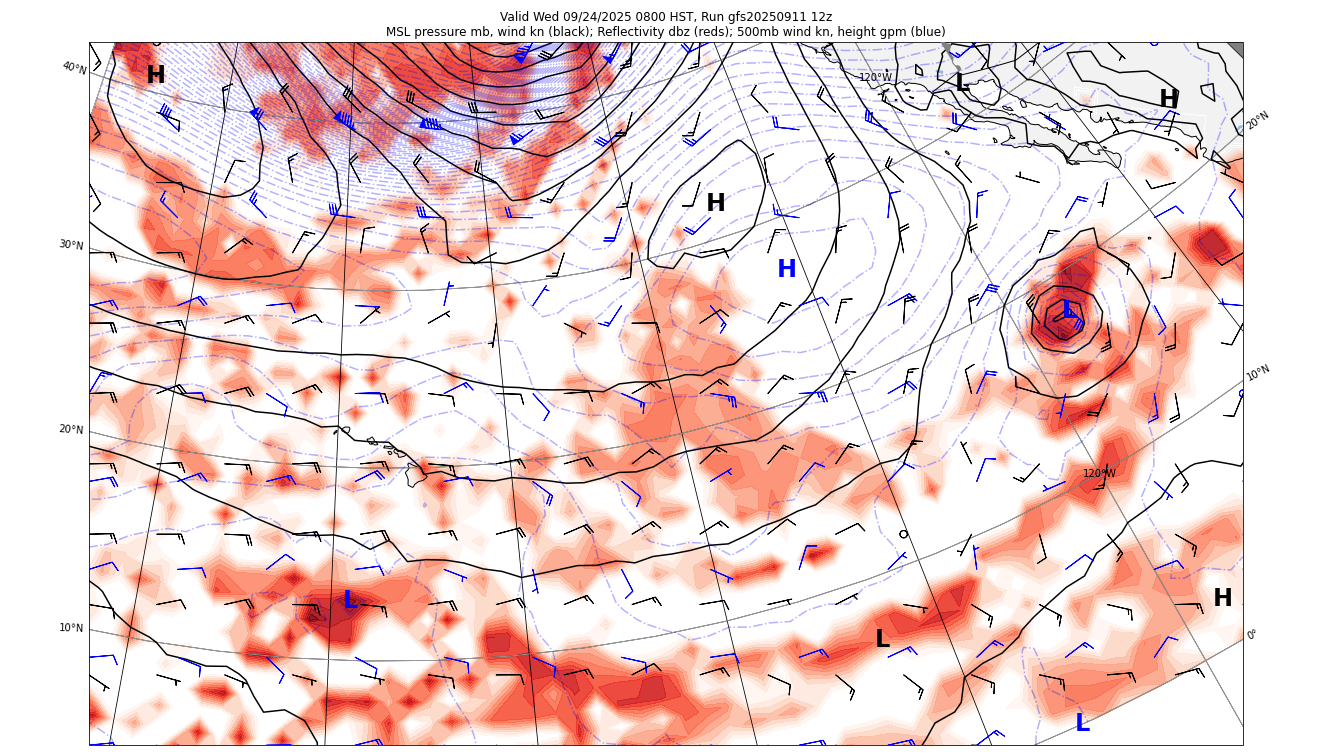 Valid Wed 09/24/2025 0800 HST, Run gfs20250911 12z
MSL pressure mb, wind kn (black); Reflectivity dbz (reds); 500mb wind kn, height gpm (blue)
40°N
H
120°W
L
H
20°N
H
30°N
H
L
10°N
20°N
120°W
L
H
10°N
L
0°
L